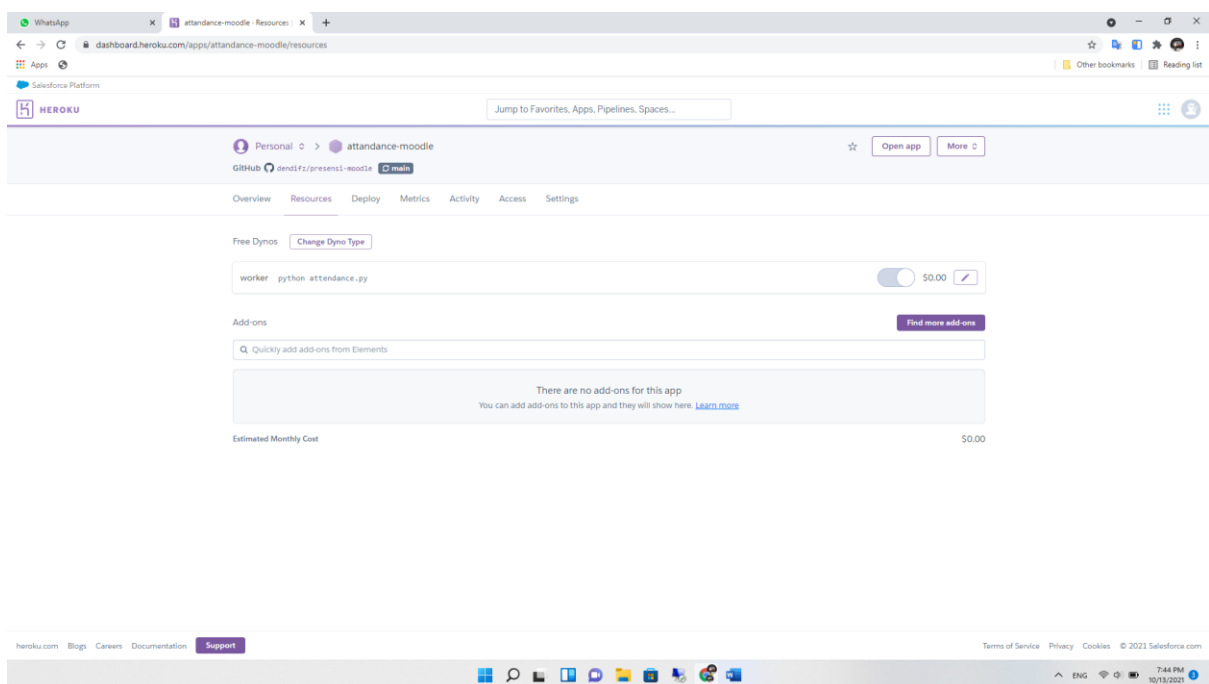 WhatsApp
attandance-moodle · Resources |
dashboard.heroku.com/apps/attandance-moodle/resources
Apps
Other bookmarks
Reading list
Salesforce Platform
HEROKU
Jump to Favorites, Apps, Pipelines, Spaces...
Personal > attandance-moodle
Open app
More
GitHub dendifz/presensi-moodle main
Overview Resources Deploy Metrics Activity Access Settings
Free Dynos Change Dyno Type
worker python attendance.py
$0.00
Add-ons
Find more add-ons
Quickly add add-ons from Elements
There are no add-ons for this app
You can add add-ons to this app and they will show here. Learn more
Estimated Monthly Cost
$0.00
heroku.com Blogs Careers Documentation Support
Terms of Service Privacy Cookies © 2021 Salesforce.com
ENG
7:44 PM
10/13/2021
3